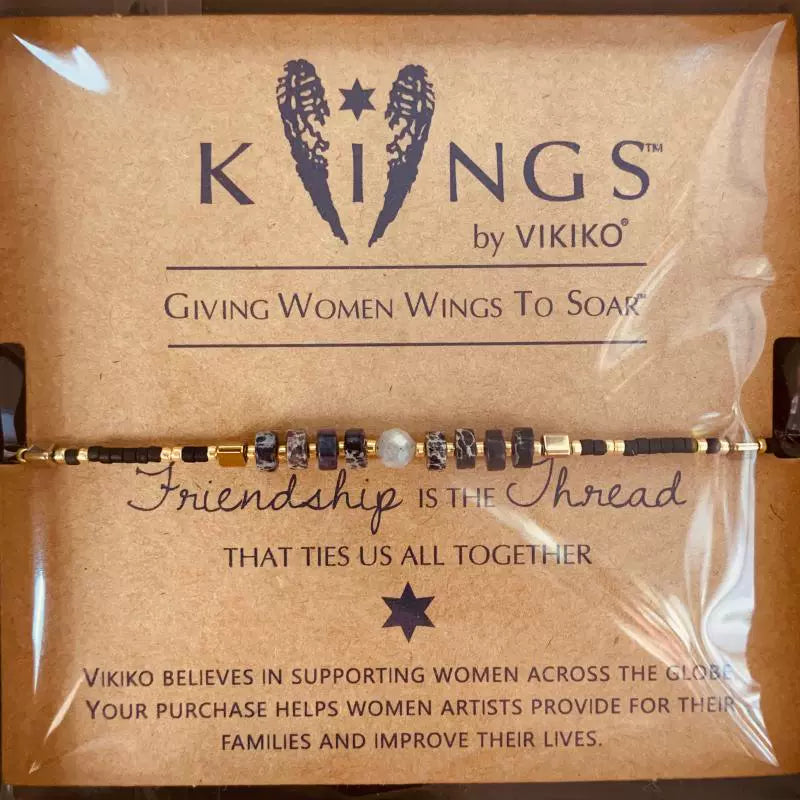 KIINGS™
by VIKIKO®
GIVING WOMEN WINGS TO SOAR™
Friendship IS THE Thread
THAT TIES US ALL TOGETHER
VIKIKO BELIEVES IN SUPPORTING WOMEN ACROSS THE GLOBE
YOUR PURCHASE HELPS WOMEN ARTISTS PROVIDE FOR THEIR
FAMILIES AND IMPROVE THEIR LIVES.